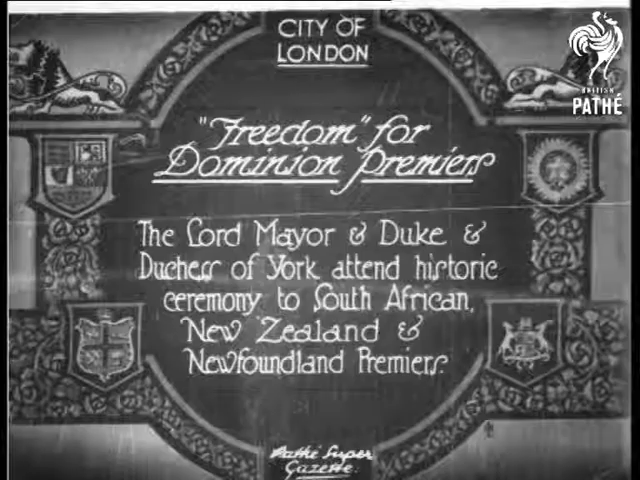 CITY OF
LONDON
BRITISH
PATHÉ
"Freedom" for
Dominion Premiers
The Lord Mayor & Duke &
Duchess of York attend historic
ceremony to South African,
New Zealand &
Newfoundland Premiers.
Pathé Super
Gazette.